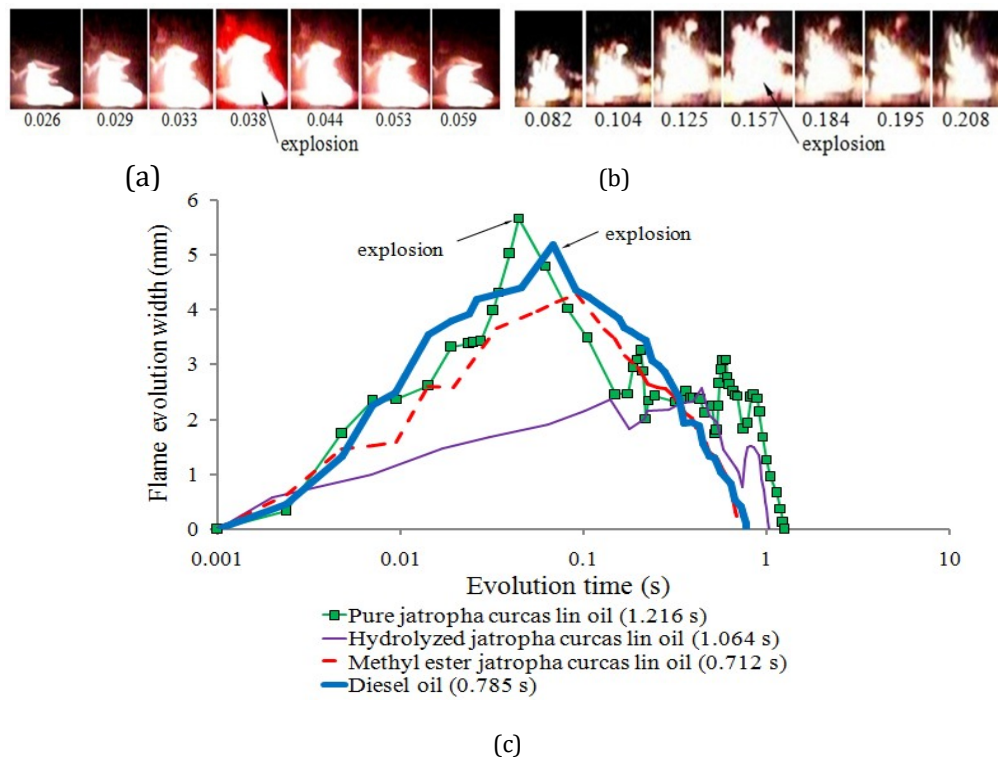 0.026 0.029 0.033 0.038 0.044 0.053 0.059
explosion
(a)
0.082 0.104 0.125 0.157 0.184 0.195 0.208
explosion
(b)
6
5
4
3
2
1
0
Flame evolution width (mm)
explosion
explosion
0.001 0.01 0.1 1 10
Evolution time (s)
Pure jatropha curcas lin oil (1.216 s)
Hydrolyzed jatropha curcas lin oil (1.064 s)
Methyl ester jatropha curcas lin oil (0.712 s)
Diesel oil (0.785 s)
(c)